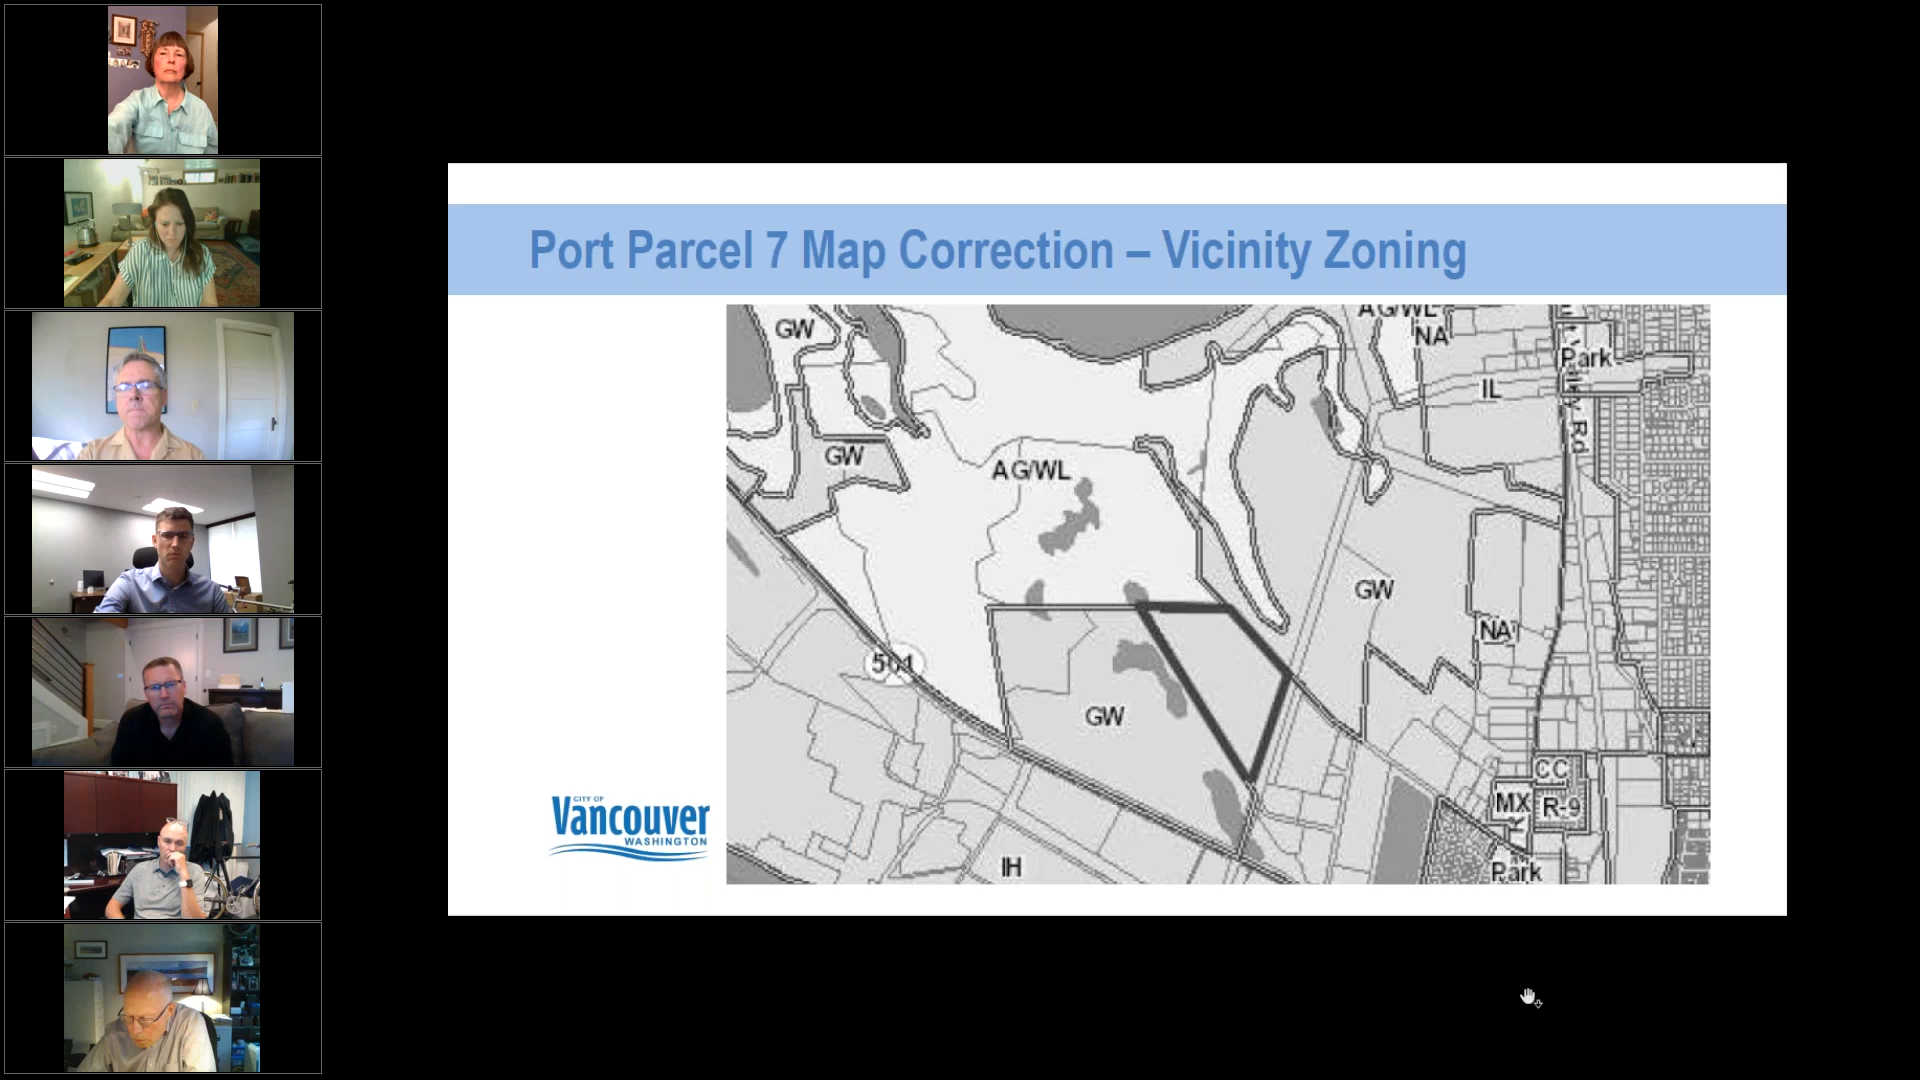 Port Parcel 7 Map Correction – Vicinity Zoning
GW
AG/WL
NA
Park
IL
GW
AG/WL
GW
NA
501
GW
CC
MX
R-9
IH
Park
CITY OF
Vancouver
WASHINGTON